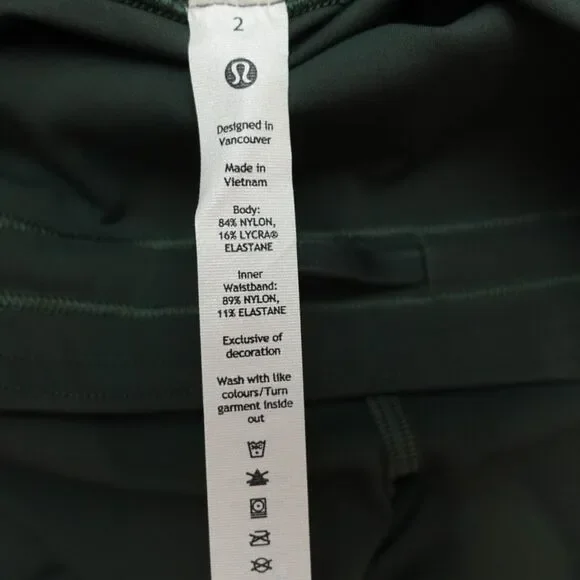 2
Designed in
Vancouver
Made in
Vietnam
Body:
84% NYLON,
16% LYCRA®
ELASTANE
Inner
Waistband:
89% NYLON,
11% ELASTANE
Exclusive of
decoration
Wash with like
colours/Turn
garment inside
out